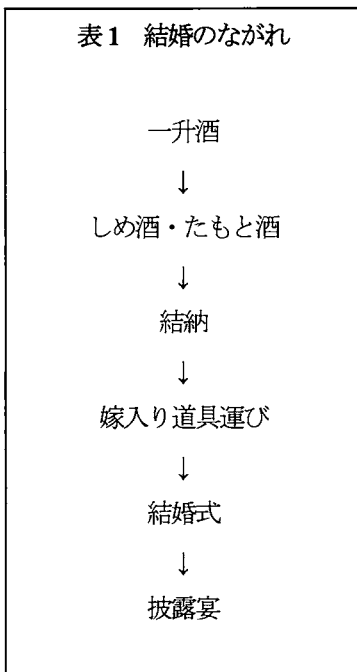 表1 結婚のながれ
一升酒
↓
しめ酒・たもと酒
↓
結納
↓
嫁入り道具運び
↓
結婚式
↓
披露宴